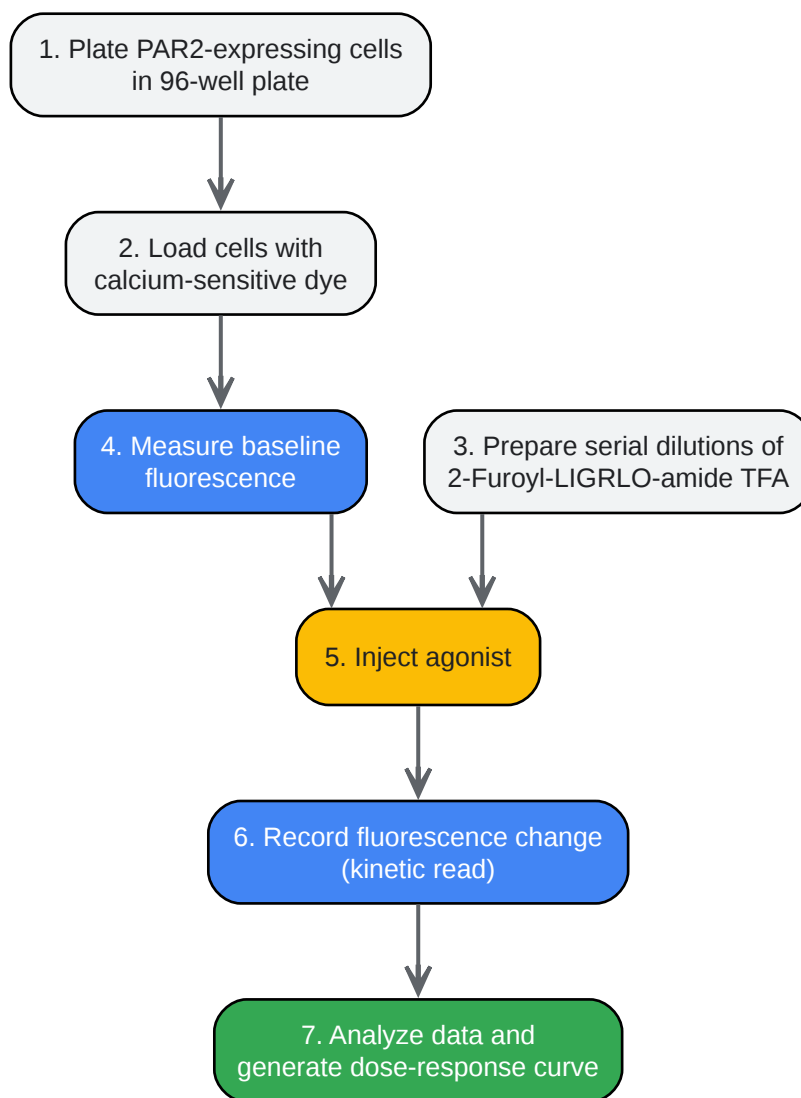 1. Plate PAR2-expressing cells
in 96-well plate
2. Load cells with
calcium-sensitive dye
4. Measure baseline
fluorescence
3. Prepare serial dilutions of
2-Furoyl-LIGRLO-amide TFA
5. Inject agonist
6. Record fluorescence change
(kinetic read)
7. Analyze data and
generate dose-response curve